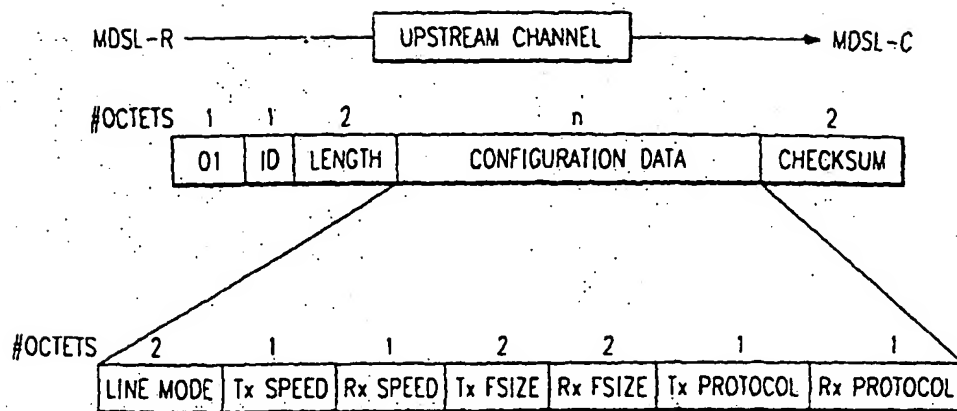 MDSL-R UPSTREAM CHANNEL MDSL-C
#OCTETS 1 1 2 n 2
01 ID LENGTH CONFIGURATION DATA CHECKSUM
#OCTETS 2 1 1 2 2 1 1
LINE MODE Tx SPEED Rx SPEED Tx FSIZE Rx FSIZE Tx PROTOCOL Rx PROTOCOL